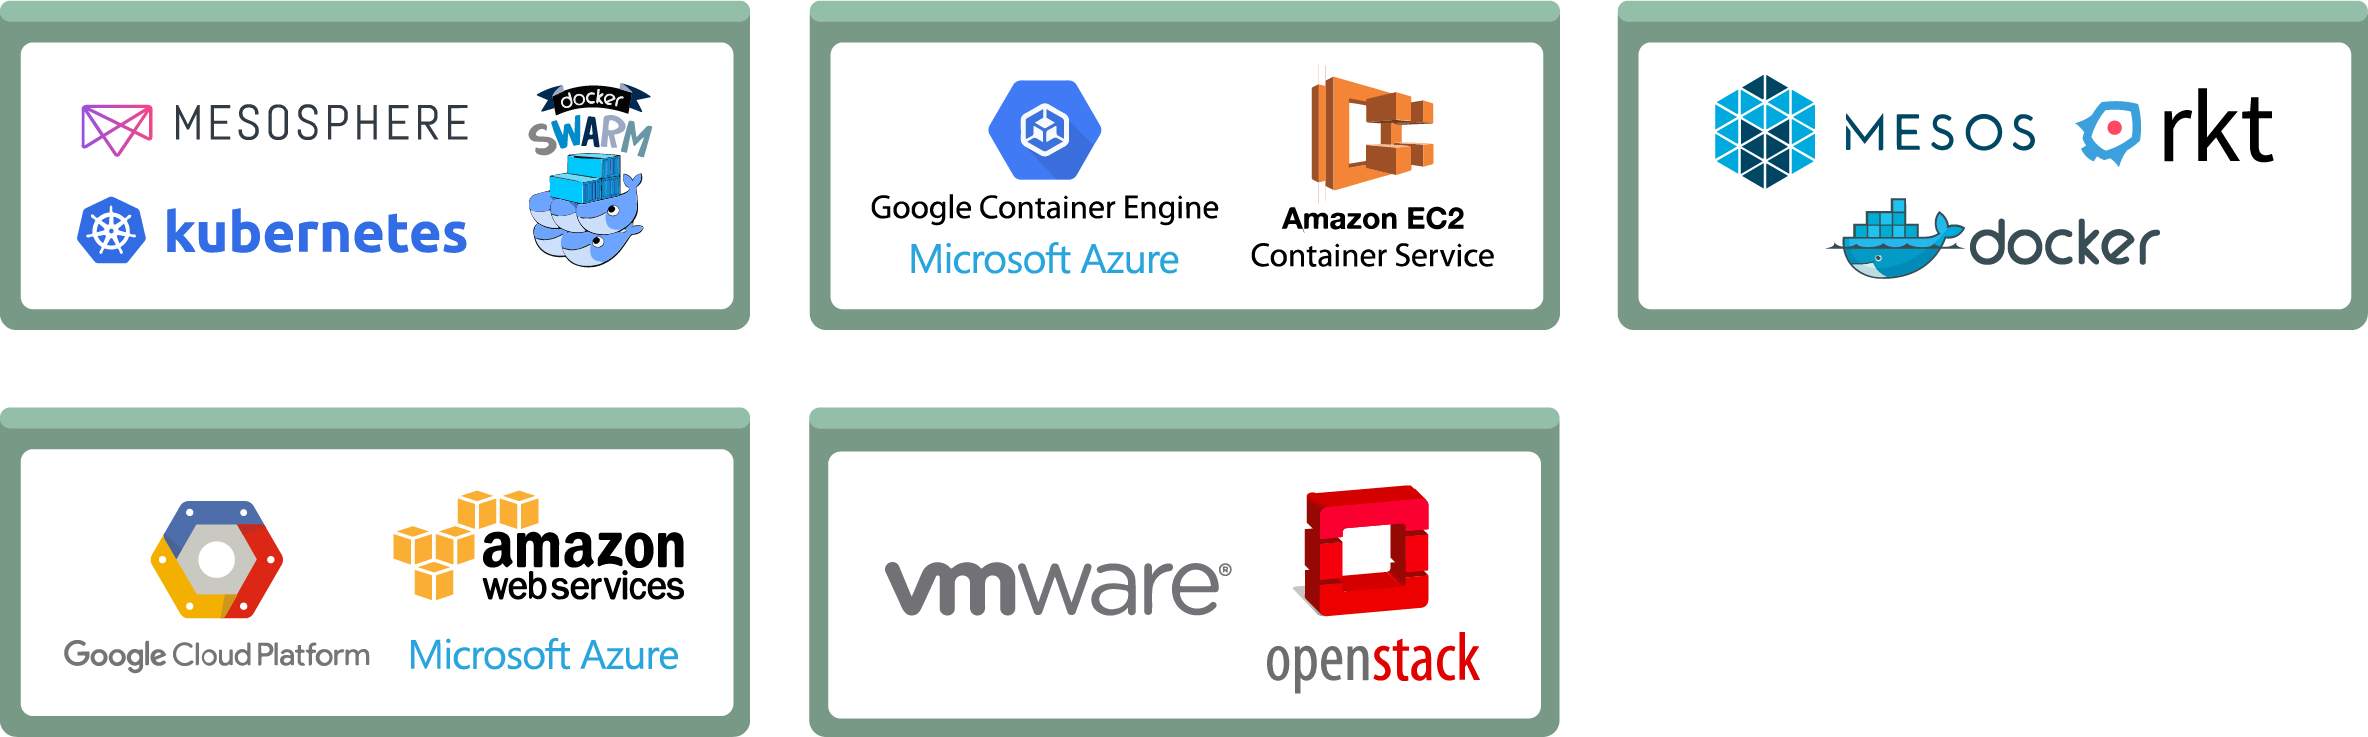 MESOSPHERE
docker
SWARM
kubernetes
Google Container Engine
Microsoft Azure
Amazon EC2
Container Service
MESOS
rkt
docker
Google Cloud Platform
amazon
web services
Microsoft Azure
vmware®
openstack